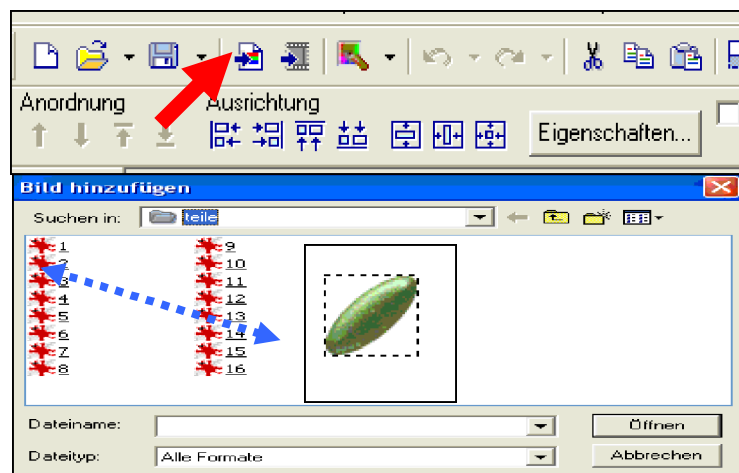 Anordnung Ausrichtung
Eigenschaften...
Bild hinzufügen
Suchen in: teile
1 9
2 10
3 11
4 12
5 13
6 14
7 15
8 16
Dateiname: Öffnen
Dateityp: Alle Formate Abbrechen